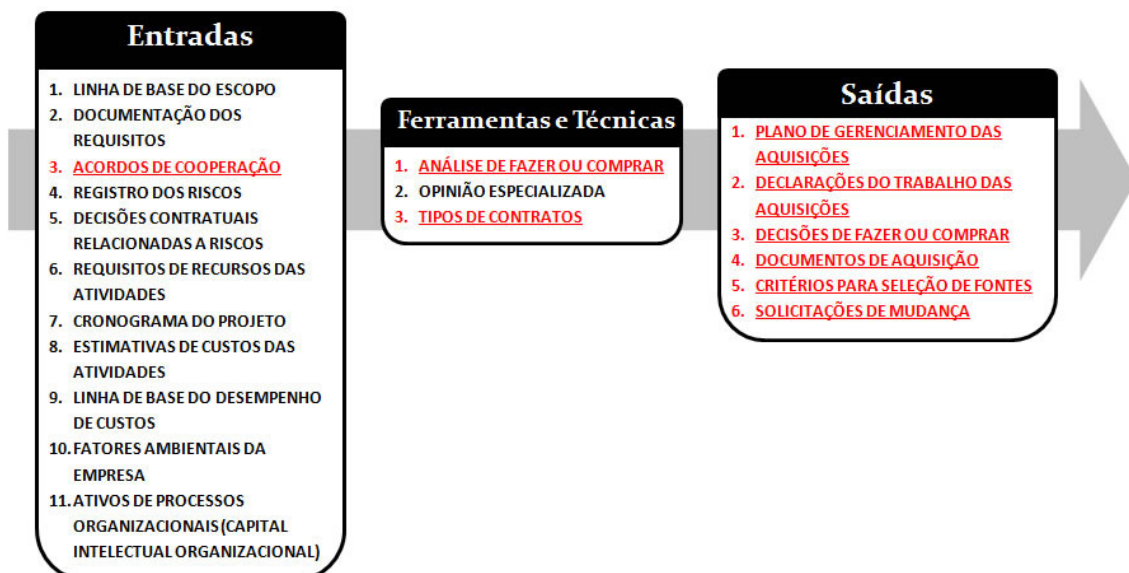 Entradas
1. LINHA DE BASE DO ESCOPO
2. DOCUMENTAÇÃO DOS
REQUISITOS
3. ACORDOS DE COOPERAÇÃO
4. REGISTRO DOS RISCOS
5. DECISÕES CONTRATUAIS
RELACIONADAS A RISCOS
6. REQUISITOS DE RECURSOS DAS
ATIVIDADES
7. CRONOGRAMA DO PROJETO
8. ESTIMATIVAS DE CUSTOS DAS
ATIVIDADES
9. LINHA DE BASE DO DESEMPENHO
DE CUSTOS
10. FATORES AMBIENTAIS DA
EMPRESA
11. ATIVOS DE PROCESSOS
ORGANIZACIONAIS (CAPITAL
INTELECTUAL ORGANIZACIONAL)
Ferramentas e Técnicas
1. ANÁLISE DE FAZER OU COMPRAR
2. OPINIÃO ESPECIALIZADA
3. TIPOS DE CONTRATOS
Saídas
1. PLANO DE GERENCIAMENTO DAS
AQUISIÇÕES
2. DECLARAÇÕES DO TRABALHO DAS
AQUISIÇÕES
3. DECISÕES DE FAZER OU COMPRAR
4. DOCUMENTOS DE AQUISIÇÃO
5. CRITÉRIOS PARA SELEÇÃO DE FONTES
6. SOLICITAÇÕES DE MUDANÇA